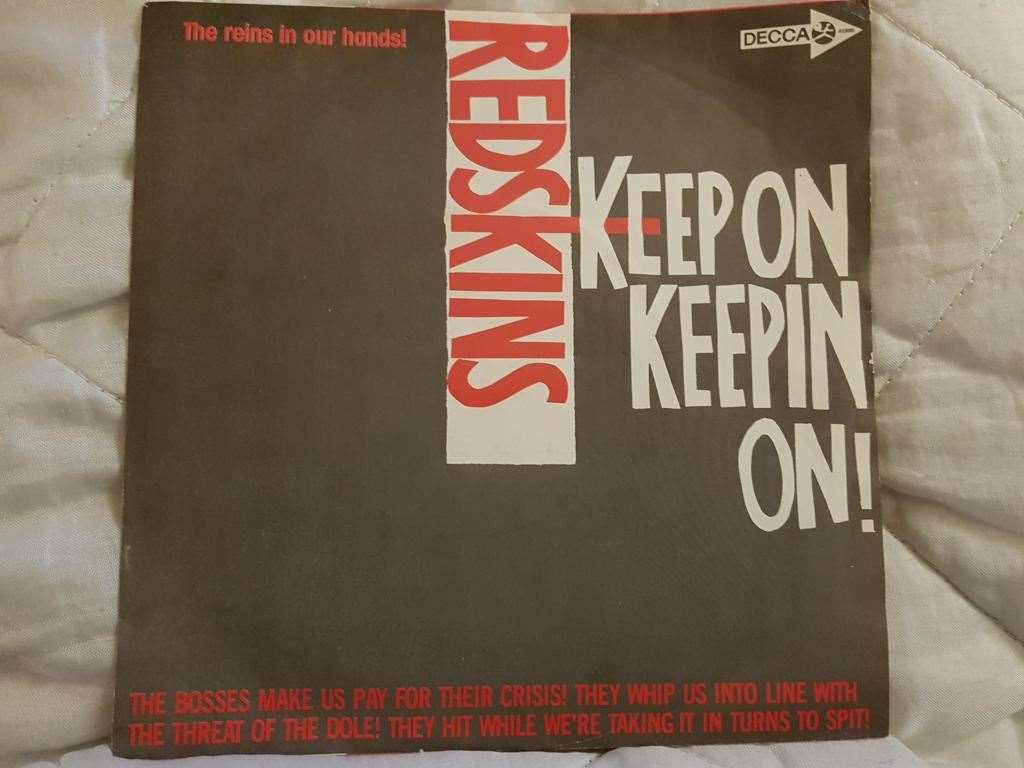 The reins in our hands!
REDSKINS
DECCA
KEEP ON
KEEPIN
ON!
THE BOSSES MAKE US PAY FOR THEIR CRISIS! THEY WHIP US INTO LINE WITH
THE THREAT OF THE DOLE! THEY HIT WHILE WE'RE TAKING IT IN TURNS TO SPIT!